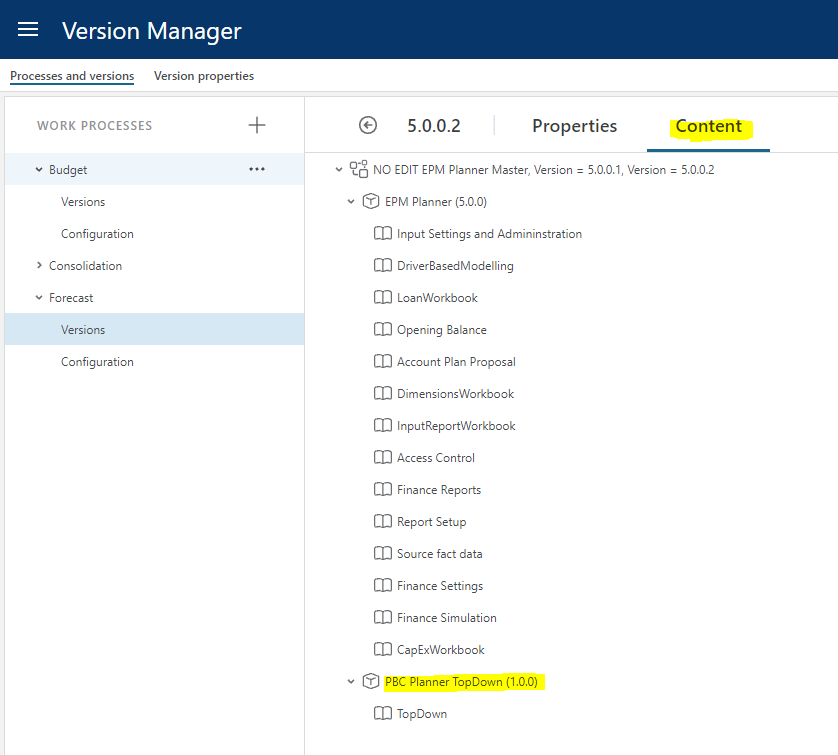 Version Manager
Processes and versions Version properties
WORK PROCESSES
5.0.0.2 Properties Content
Budget
Versions
Configuration
Consolidation
Forecast
Versions
Configuration
NO EDIT EPM Planner Master, Version = 5.0.0.1, Version = 5.0.0.2
EPM Planner (5.0.0)
Input Settings and Admininstration
DriverBasedModelling
LoanWorkbook
Opening Balance
Account Plan Proposal
DimensionsWorkbook
InputReportWorkbook
Access Control
Finance Reports
Report Setup
Source fact data
Finance Settings
Finance Simulation
CapExWorkbook
PBC Planner TopDown (1.0.0)
TopDown